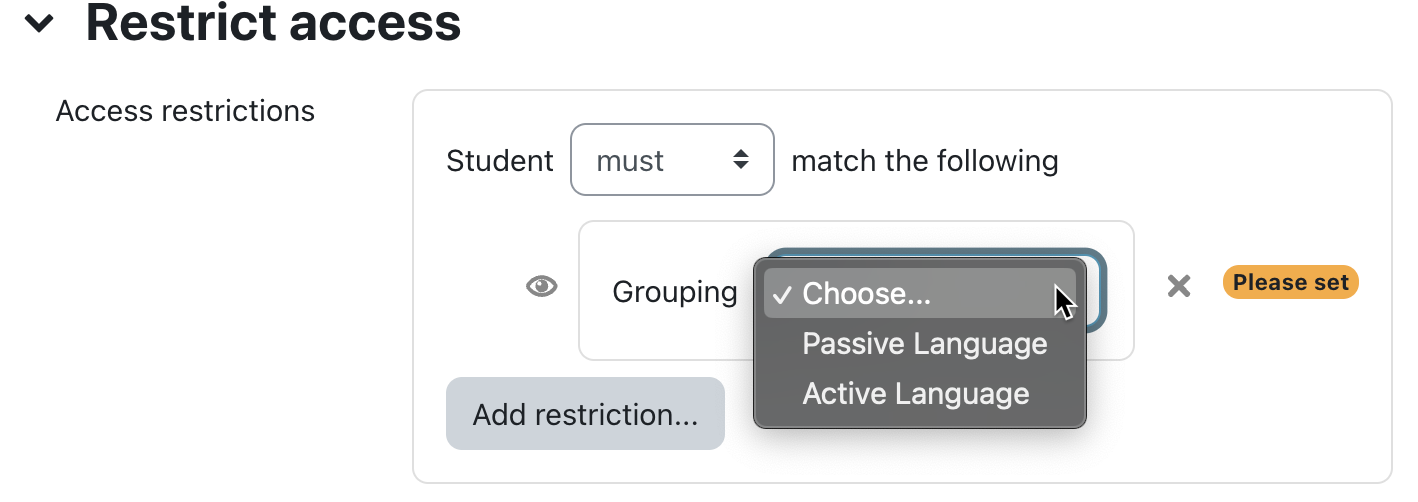 Restrict access
Access restrictions
Student must match the following
Grouping
✓ Choose...
Passive Language
Active Language
Please set
Add restriction...